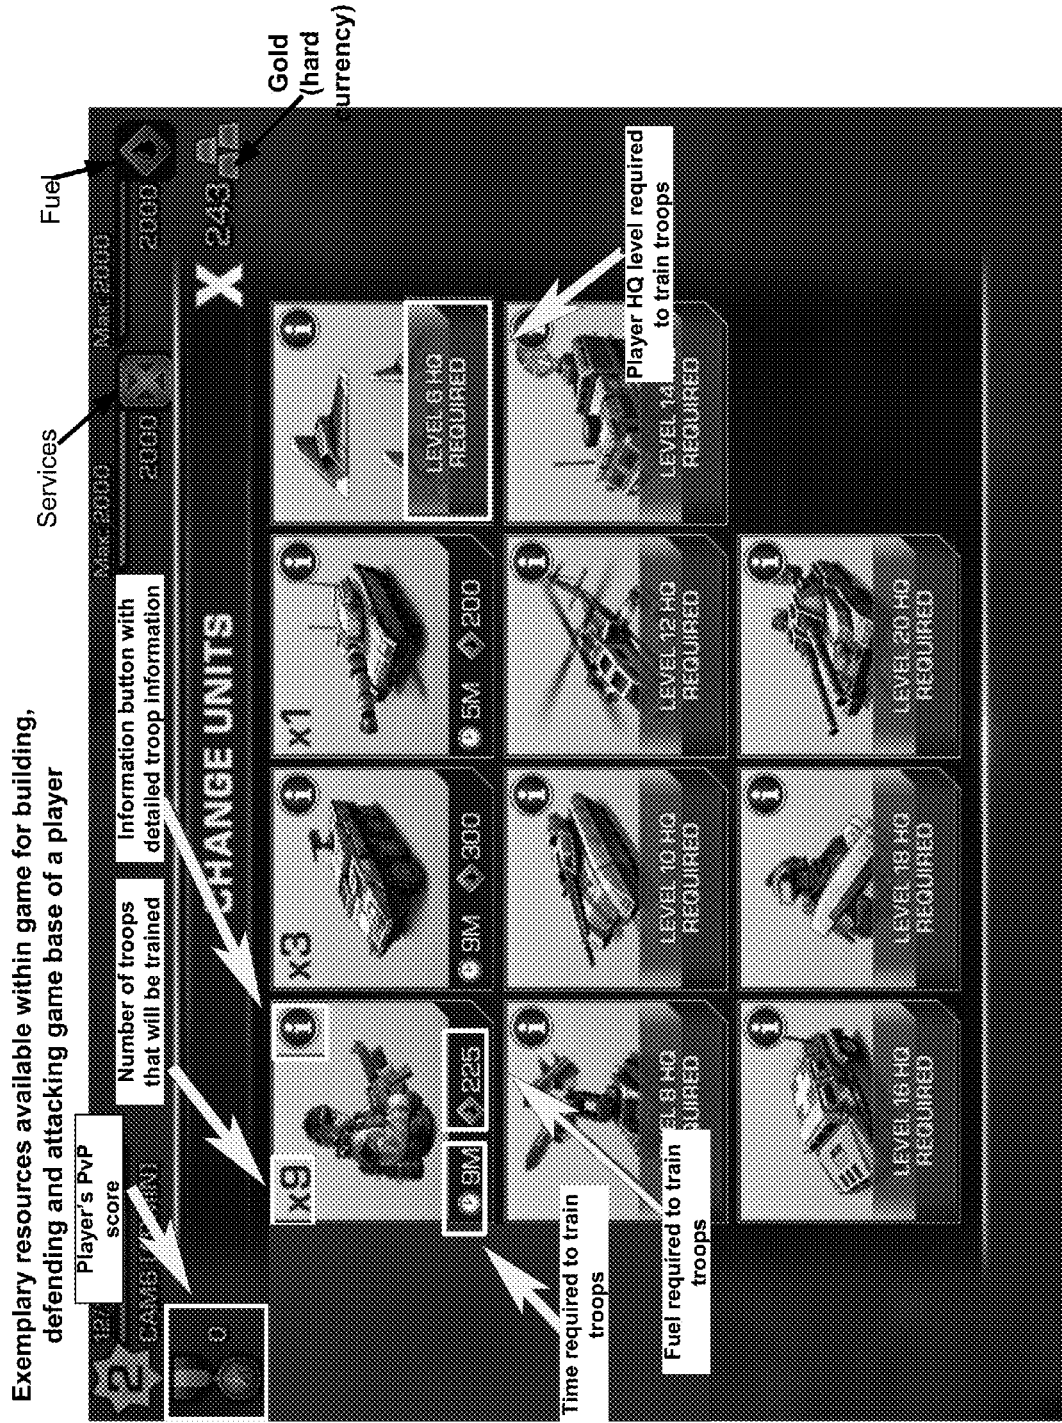 Exemplary resources available within game for building,
defending and attacking game base of a player
Player's PvP
score
Number of troops
that will be trained
Information button with
detailed troop information
Services
Fuel
Gold
(hard
currency)
2
0
Max: 2000
2000
Max: 2000
2000
243
CHANGE UNITS
X
x9
i
9M
225
x3
i
9M
300
x1
i
5M
200
i
LEVEL 6 HQ
REQUIRED
i
HQ
REQUIRED
i
LEVEL 10 HQ
REQUIRED
i
LEVEL 12 HQ
REQUIRED
LEVEL 14
REQUIRED
i
LEVEL 16 HQ
REQUIRED
i
LEVEL 18 HQ
REQUIRED
i
LEVEL 20 HQ
REQUIRED
Time required to train
troops
Fuel required to train
troops
Player HQ level required
to train troops